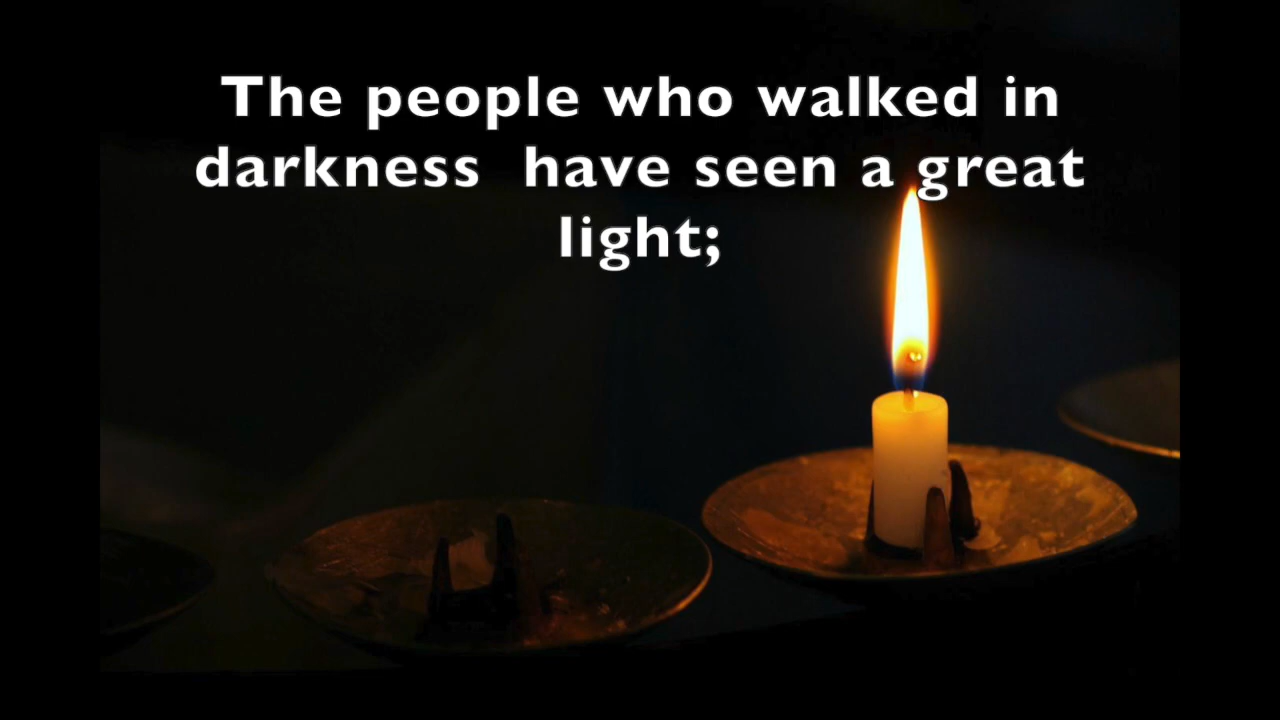 The people who walked in
darkness  have seen a great
light;